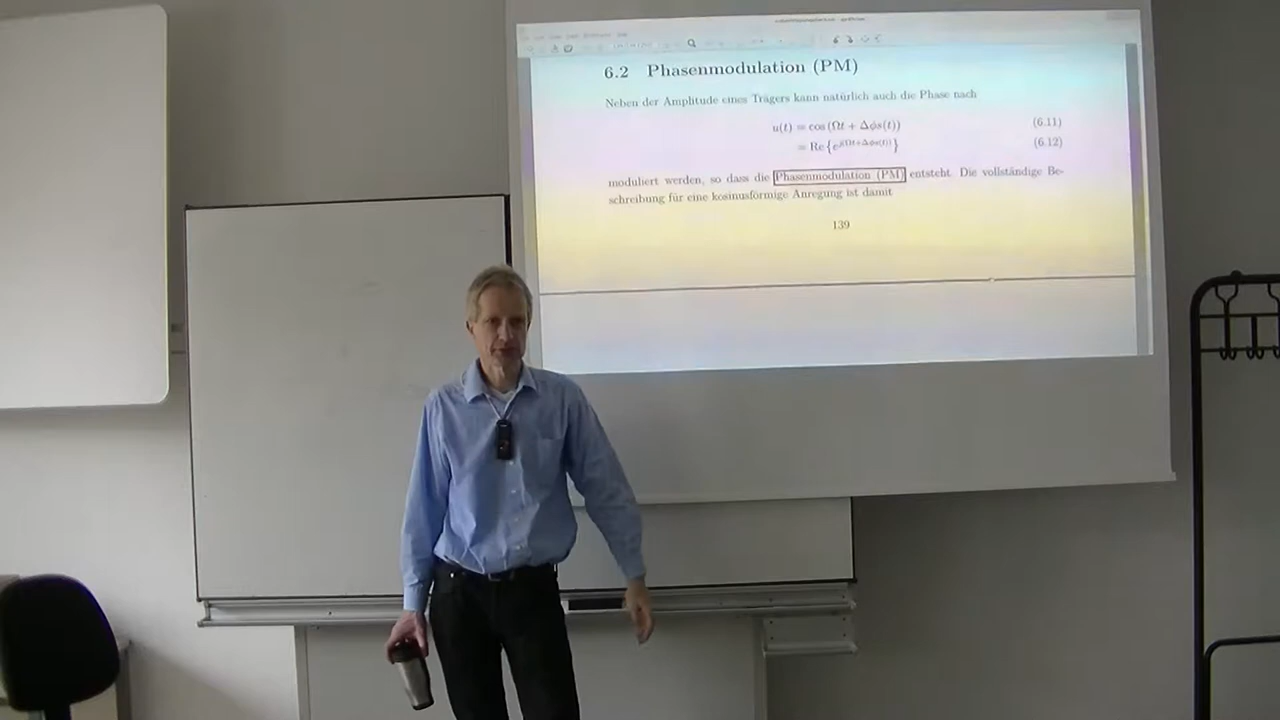 6.2 Phasenmodulation (PM)
Neben der Amplitude eines Trägers kann natürlich auch die Phase nach
u(t) = cos (Ωt + Δϕs(t)) (6.11)
= Re {e^{j(Ωt+Δϕs(t))}} (6.12)
moduliert werden, so dass die Phasenmodulation (PM) entsteht. Die vollständige Be-
schreibung für eine kosinusförmige Anregung ist damit
139